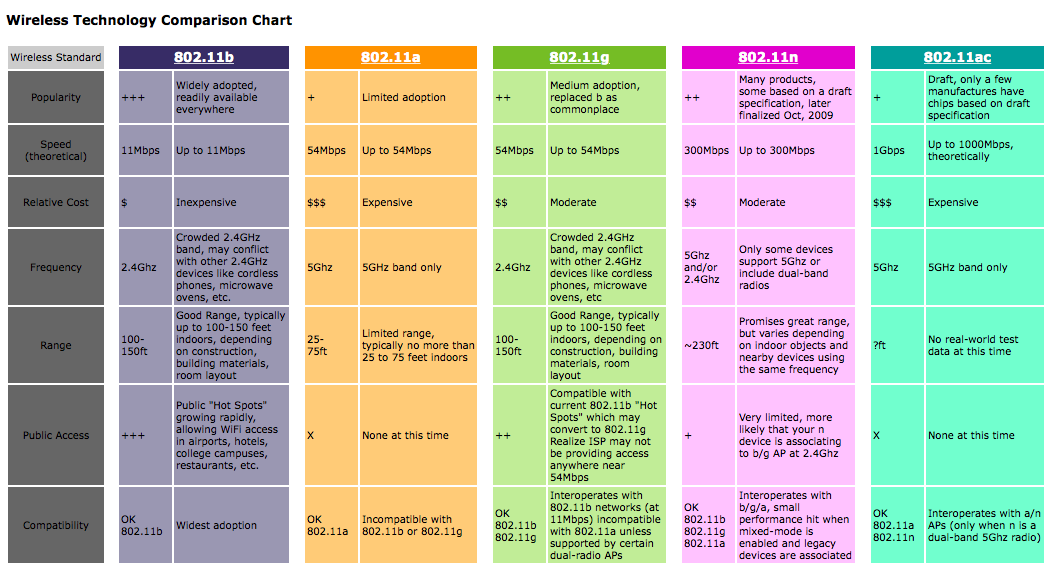 Wireless Technology Comparison Chart
Wireless Standard
802.11b
802.11a
802.11g
802.11n
802.11ac
Popularity
+++
Widely adopted,
readily available
everywhere
+
Limited adoption
++
Medium adoption,
replaced b as
commonplace
++
Many products,
some based on a draft
specification, later
finalized Oct, 2009
+
Draft, only a few
manufactures have
chips based on draft
specification
Speed
(theoretical)
11Mbps
Up to 11Mbps
54Mbps
Up to 54Mbps
54Mbps
Up to 54Mbps
300Mbps
Up to 300Mbps
1Gbps
Up to 1000Mbps,
theoretically
Relative Cost
$
Inexpensive
$$$
Expensive
$$
Moderate
$$
Moderate
$$$
Expensive
Frequency
2.4Ghz
Crowded 2.4GHz
band, may conflict
with other 2.4GHz
devices like cordless
phones, microwave
ovens, etc.
5Ghz
5GHz band only
2.4Ghz
Crowded 2.4GHz
band, may conflict
with other 2.4GHz
devices like cordless
phones, microwave
ovens, etc
5Ghz
and/or
2.4Ghz
Only some devices
support 5Ghz or
include dual-band
radios
5Ghz
5GHz band only
Range
100-
150ft
Good Range, typically
up to 100-150 feet
indoors, depending
on construction,
building materials,
room layout
25-
75ft
Limited range,
typically no more than
25 to 75 feet indoors
100-
150ft
Good Range, typically
up to 100-150 feet
indoors, depending
on construction,
building materials,
room layout
~230ft
Promises great range,
but varies depending
on indoor objects and
nearby devices using
the same frequency
?ft
No real-world test
data at this time
Public Access
+++
Public "Hot Spots"
growing rapidly,
allowing WiFi access
in airports, hotels,
college campuses,
restaurants, etc.
X
None at this time
++
Compatible with
current 802.11b "Hot
Spots" which may
convert to 802.11g
Realize ISP may not
be providing access
anywhere near
54Mbps
+
Very limited, more
likely that your n
device is associating
to b/g AP at 2.4Ghz
X
None at this time
Compatibility
OK
802.11b
Widest adoption
OK
802.11a
Incompatible with
802.11b or 802.11g
OK
802.11b
802.11g
Interoperates with
802.11b networks (at
11Mbps) incompatible
with 802.11a unless
supported by certain
dual-radio APs
OK
802.11b
802.11g
802.11a
Interoperates with
b/g/a, small
performance hit when
mixed-mode is
enabled and legacy
devices are associated
OK
802.11a
802.11n
Interoperates with a/n
APs (only when n is a
dual-band 5Ghz radio)